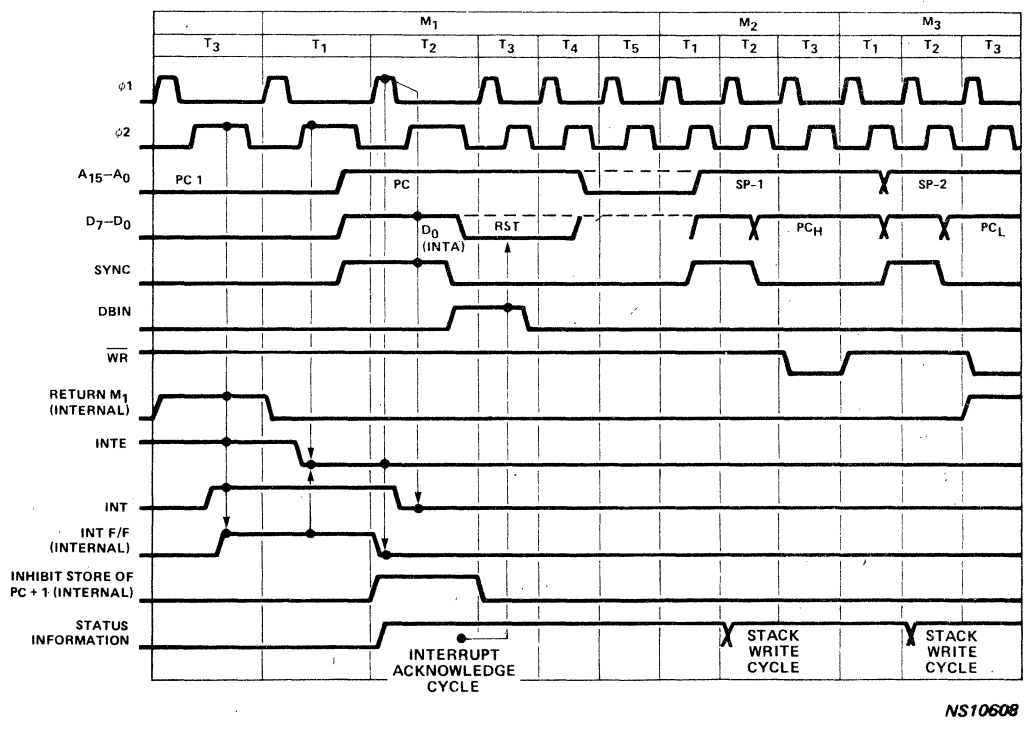 M1 M2 M3
T3 T1 T2 T3 T4 T5 T1 T2 T3 T1 T2 T3
φ1
φ2
A15–A0 PC 1 PC SP-1 SP-2
D7–D0 D0 (INTA) RST PCH PCL
SYNC
DBIN
WR
RETURN M1
(INTERNAL)
INTE
INT
INT F/F
(INTERNAL)
INHIBIT STORE OF
PC + 1 (INTERNAL)
STATUS
INFORMATION
INTERRUPT
ACKNOWLEDGE
CYCLE
STACK
WRITE
CYCLE
STACK
WRITE
CYCLE
NS10608